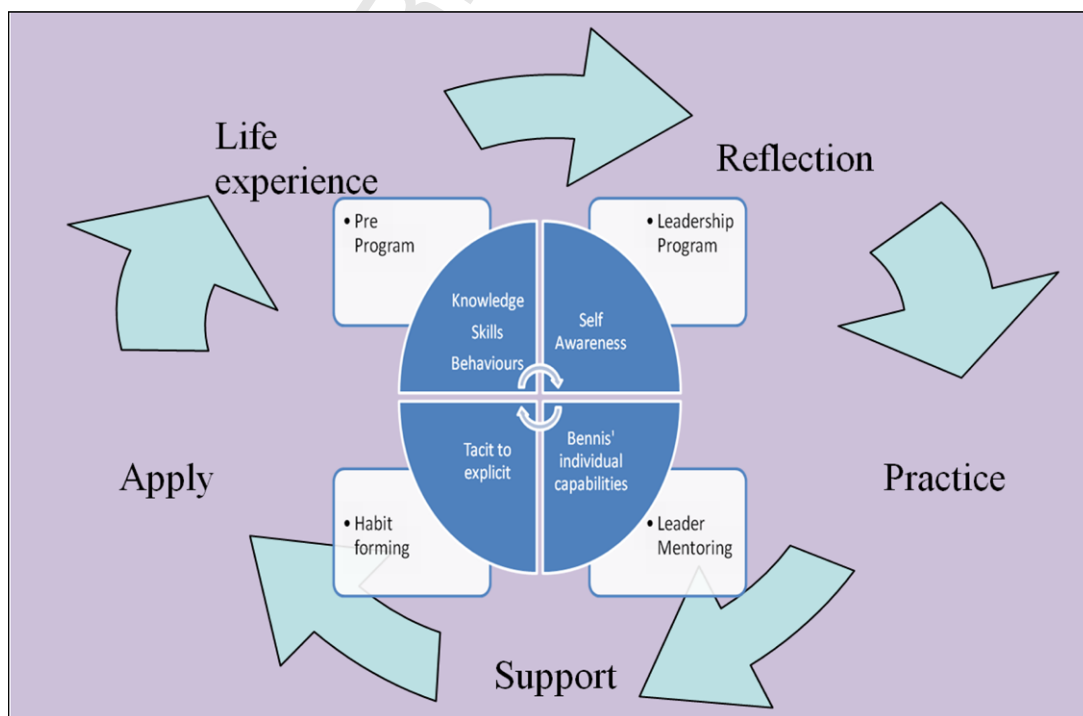 Life
experience
Reflection
• Pre
Program
• Leadership
Program
Knowledge
Skills
Behaviours
Self
Awareness
Apply
Tacit to
explicit
Bennis'
individual
capabilities
Practice
• Habit
forming
• Leader
Mentoring
Support